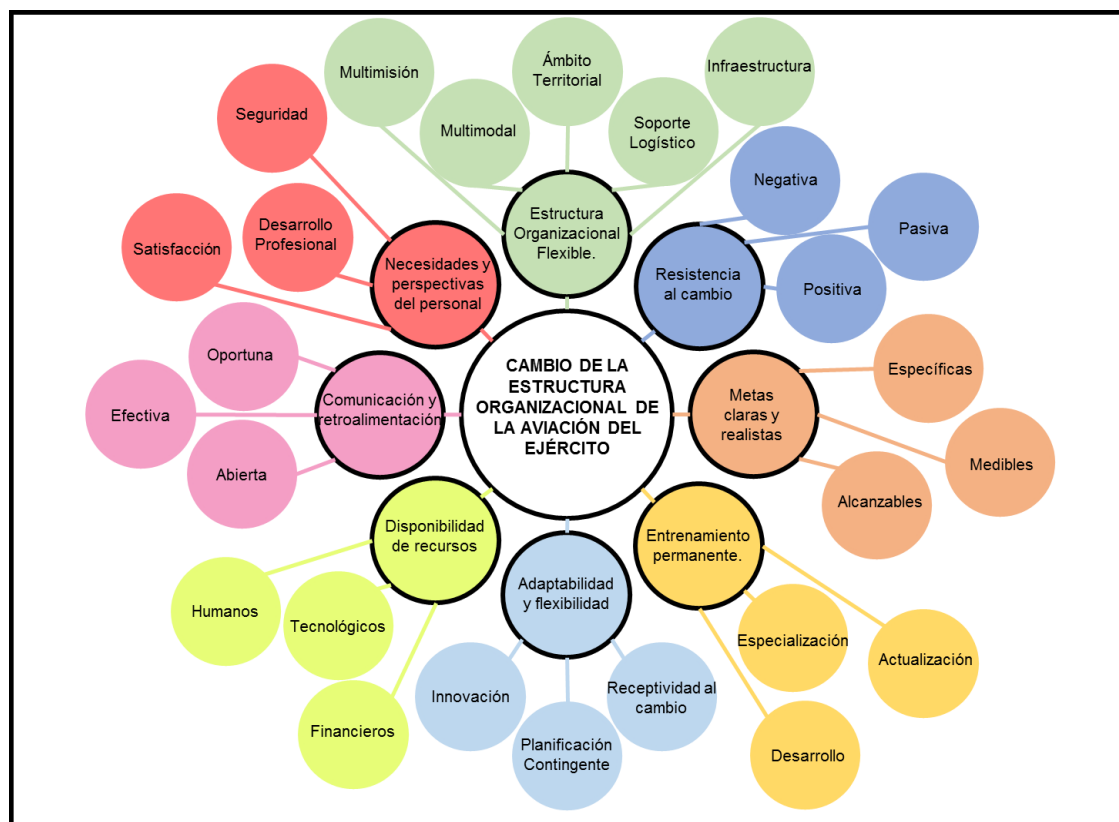 CAMBIO DE LA
ESTRUCTURA
ORGANIZACIONAL DE
LA AVIACIÓN DEL
EJÉRCITO
Estructura
Organizacional
Flexible.
Multimisión
Multimodal
Ámbito
Territorial
Soporte
Logístico
Infraestructura
Resistencia
al cambio
Negativa
Pasiva
Positiva
Metas
claras y
realistas
Específicas
Medibles
Alcanzables
Entrenamiento
permanente.
Actualización
Especialización
Desarrollo
Adaptabilidad
y flexibilidad
Receptividad al
cambio
Planificación
Contingente
Innovación
Disponibilidad
de recursos
Financieros
Tecnológicos
Humanos
Comunicación y
retroalimentación
Abierta
Efectiva
Oportuna
Necesidades y
perspectivas
del personal
Satisfacción
Desarrollo
Profesional
Seguridad